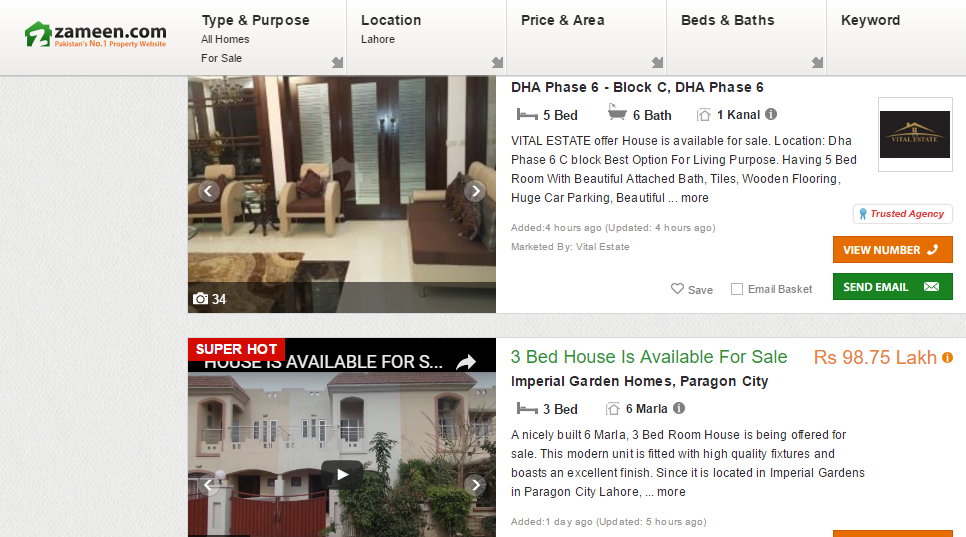 zameen.com
Pakistan's No.1 Property Website
Type & Purpose
All Homes
For Sale
Location
Lahore
Price & Area
Beds & Baths
Keyword
DHA Phase 6 - Block C, DHA Phase 6
5 Bed 6 Bath 1 Kanal
VITAL ESTATE offer House is available for sale. Location: Dha
Phase 6 C block Best Option For Living Purpose. Having 5 Bed
Room With Beautiful Attached Bath, Tiles, Wooden Flooring,
Huge Car Parking, Beautiful ... more
Added:4 hours ago (Updated: 4 hours ago)
Marketed By: Vital Estate
VITAL ESTATE
Trusted Agency
VIEW NUMBER
SEND EMAIL
Save
Email Basket
34
SUPER HOT
HOUSE IS AVAILABLE FOR S...
3 Bed House Is Available For Sale
Rs 98.75 Lakh
Imperial Garden Homes, Paragon City
3 Bed 6 Marla
A nicely built 6 Marla, 3 Bed Room House is being offered for
sale. This modern unit is fitted with high quality fixtures and
boasts an excellent finish. Since it is located in Imperial Gardens
in Paragon City Lahore, ... more
Added:1 day ago (Updated: 5 hours ago)